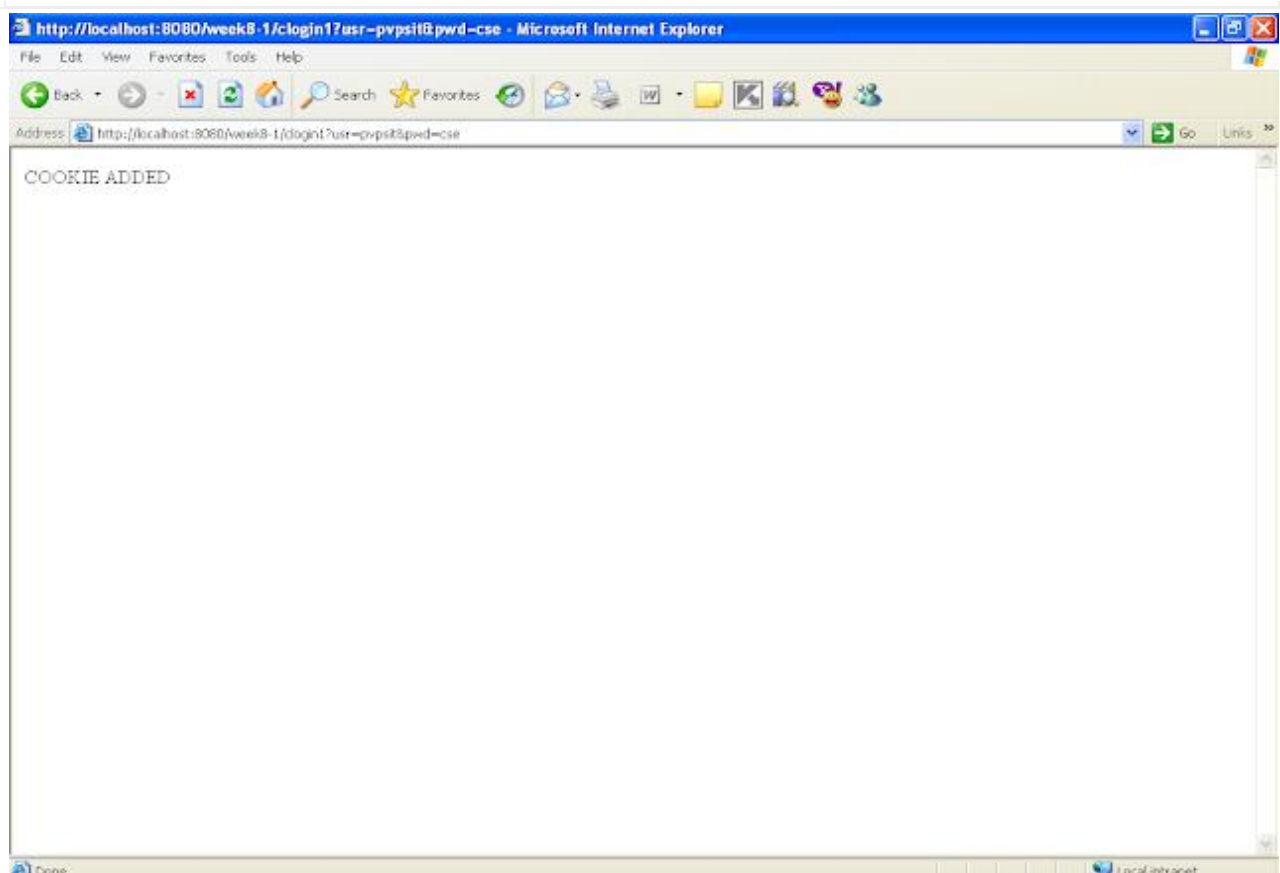 http://localhost:8080/week8-1/clogin1?usr=pvpsit&pwd=cse - Microsoft Internet Explorer
File Edit View Favorites Tools Help
Back Search Favorites
Address http://localhost:8080/week8-1/clogin1?usr=pvpsit&pwd=cse Go Links
COOKIE ADDED
Done Local intranet